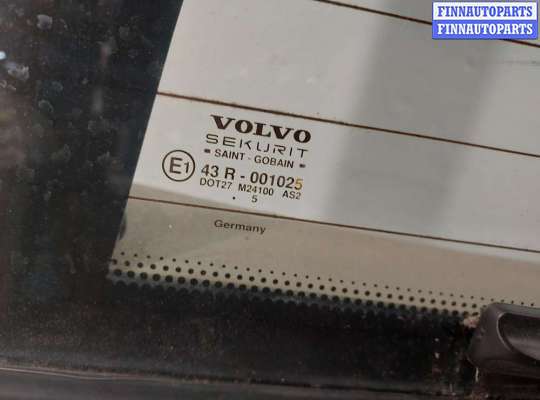 FINNAUTOPARTS
FINNAUTOPARTS
VOLVO
SEKURIT
SAINT - GOBAIN
E1 43 R - 001025
DOT27 M24100 AS2
. 5
Germany